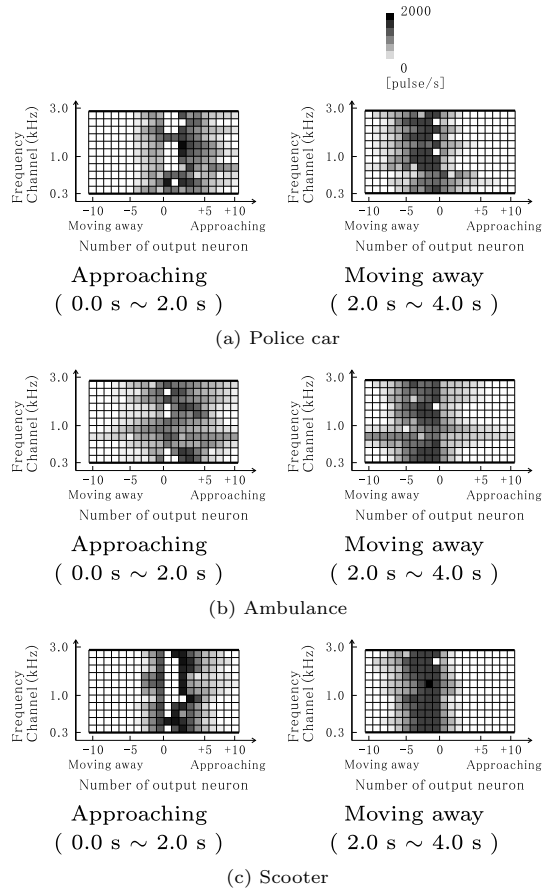 2000
0
[pulse/s]
Frequency
Channel (kHz)
3.0
1.0
0.3
−10 −5 0 +5 +10
Moving away Approaching
Number of output neuron
Approaching
( 0.0 s ∼ 2.0 s )
Frequency
Channel (kHz)
3.0
1.0
0.3
−10 −5 0 +5 +10
Moving away Approaching
Number of output neuron
Moving away
( 2.0 s ∼ 4.0 s )
(a) Police car
Frequency
Channel (kHz)
3.0
1.0
0.3
−10 −5 0 +5 +10
Moving away Approaching
Number of output neuron
Approaching
( 0.0 s ∼ 2.0 s )
Frequency
Channel (kHz)
3.0
1.0
0.3
−10 −5 0 +5 +10
Moving away Approaching
Number of output neuron
Moving away
( 2.0 s ∼ 4.0 s )
(b) Ambulance
Frequency
Channel (kHz)
3.0
1.0
0.3
−10 −5 0 +5 +10
Moving away Approaching
Number of output neuron
Approaching
( 0.0 s ∼ 2.0 s )
Frequency
Channel (kHz)
3.0
1.0
0.3
−10 −5 0 +5 +10
Moving away Approaching
Number of output neuron
Moving away
( 2.0 s ∼ 4.0 s )
(c) Scooter